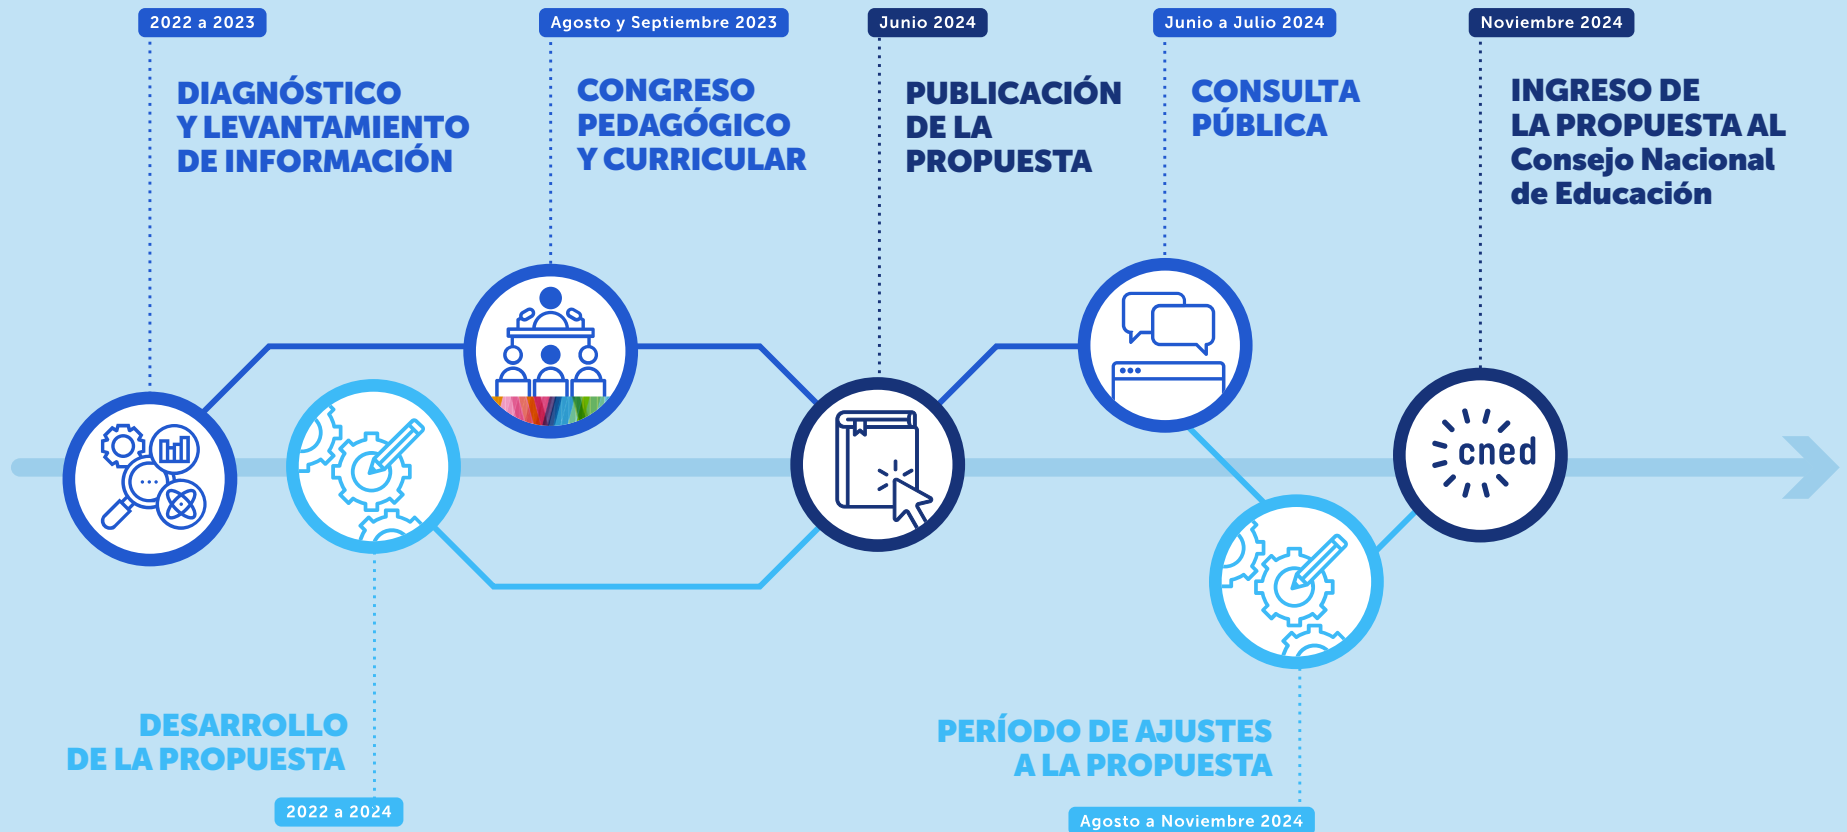 2022 a 2023
DIAGNÓSTICO
Y LEVANTAMIENTO
DE INFORMACIÓN
Agosto y Septiembre 2023
CONGRESO
PEDAGÓGICO
Y CURRICULAR
Junio 2024
PUBLICACIÓN
DE LA
PROPUESTA
Junio a Julio 2024
CONSULTA
PÚBLICA
Noviembre 2024
INGRESO DE
LA PROPUESTA AL
Consejo Nacional
de Educación
cned
DESARROLLO
DE LA PROPUESTA
2022 a 2024
PERÍODO DE AJUSTES
A LA PROPUESTA
Agosto a Noviembre 2024